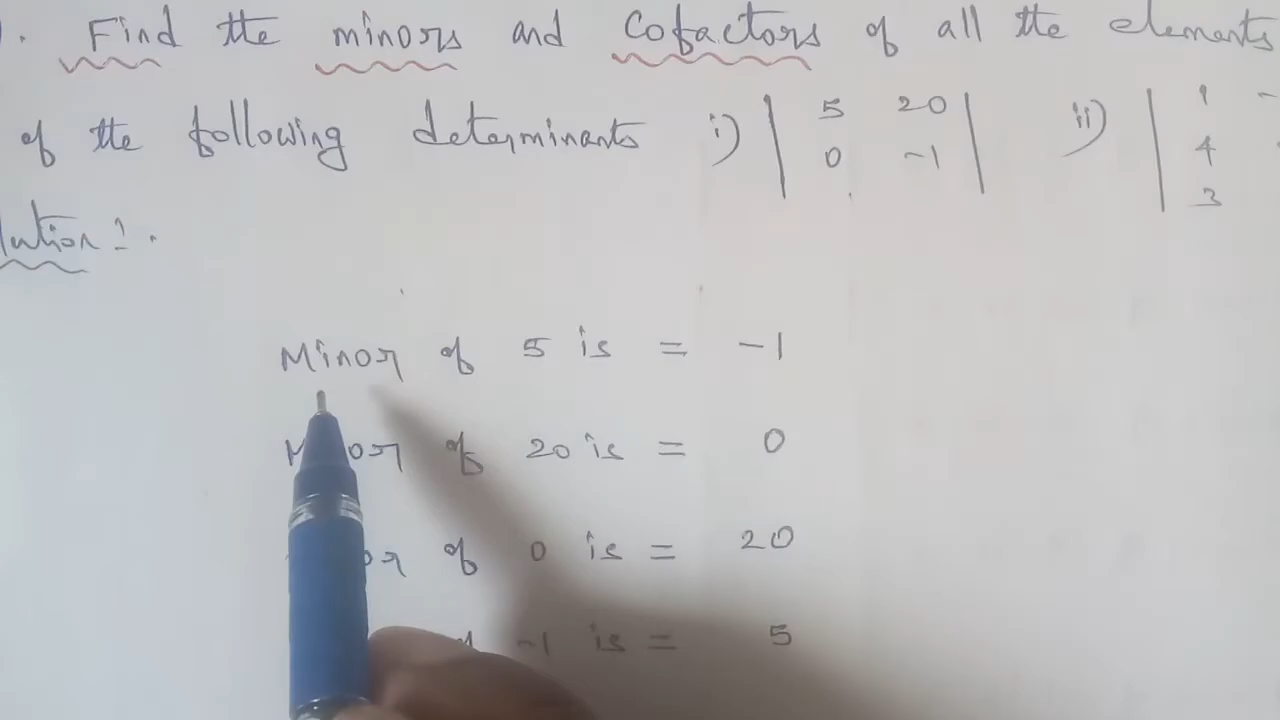 . Find the minors and Cofactors of all the elements
of the following determinants i) | 5 20 | ii) | 1 -
0 -1 4
3
lution :.
Minor of 5 is = -1
of 20 is = 0
of 0 is = 20
-1 is = 5